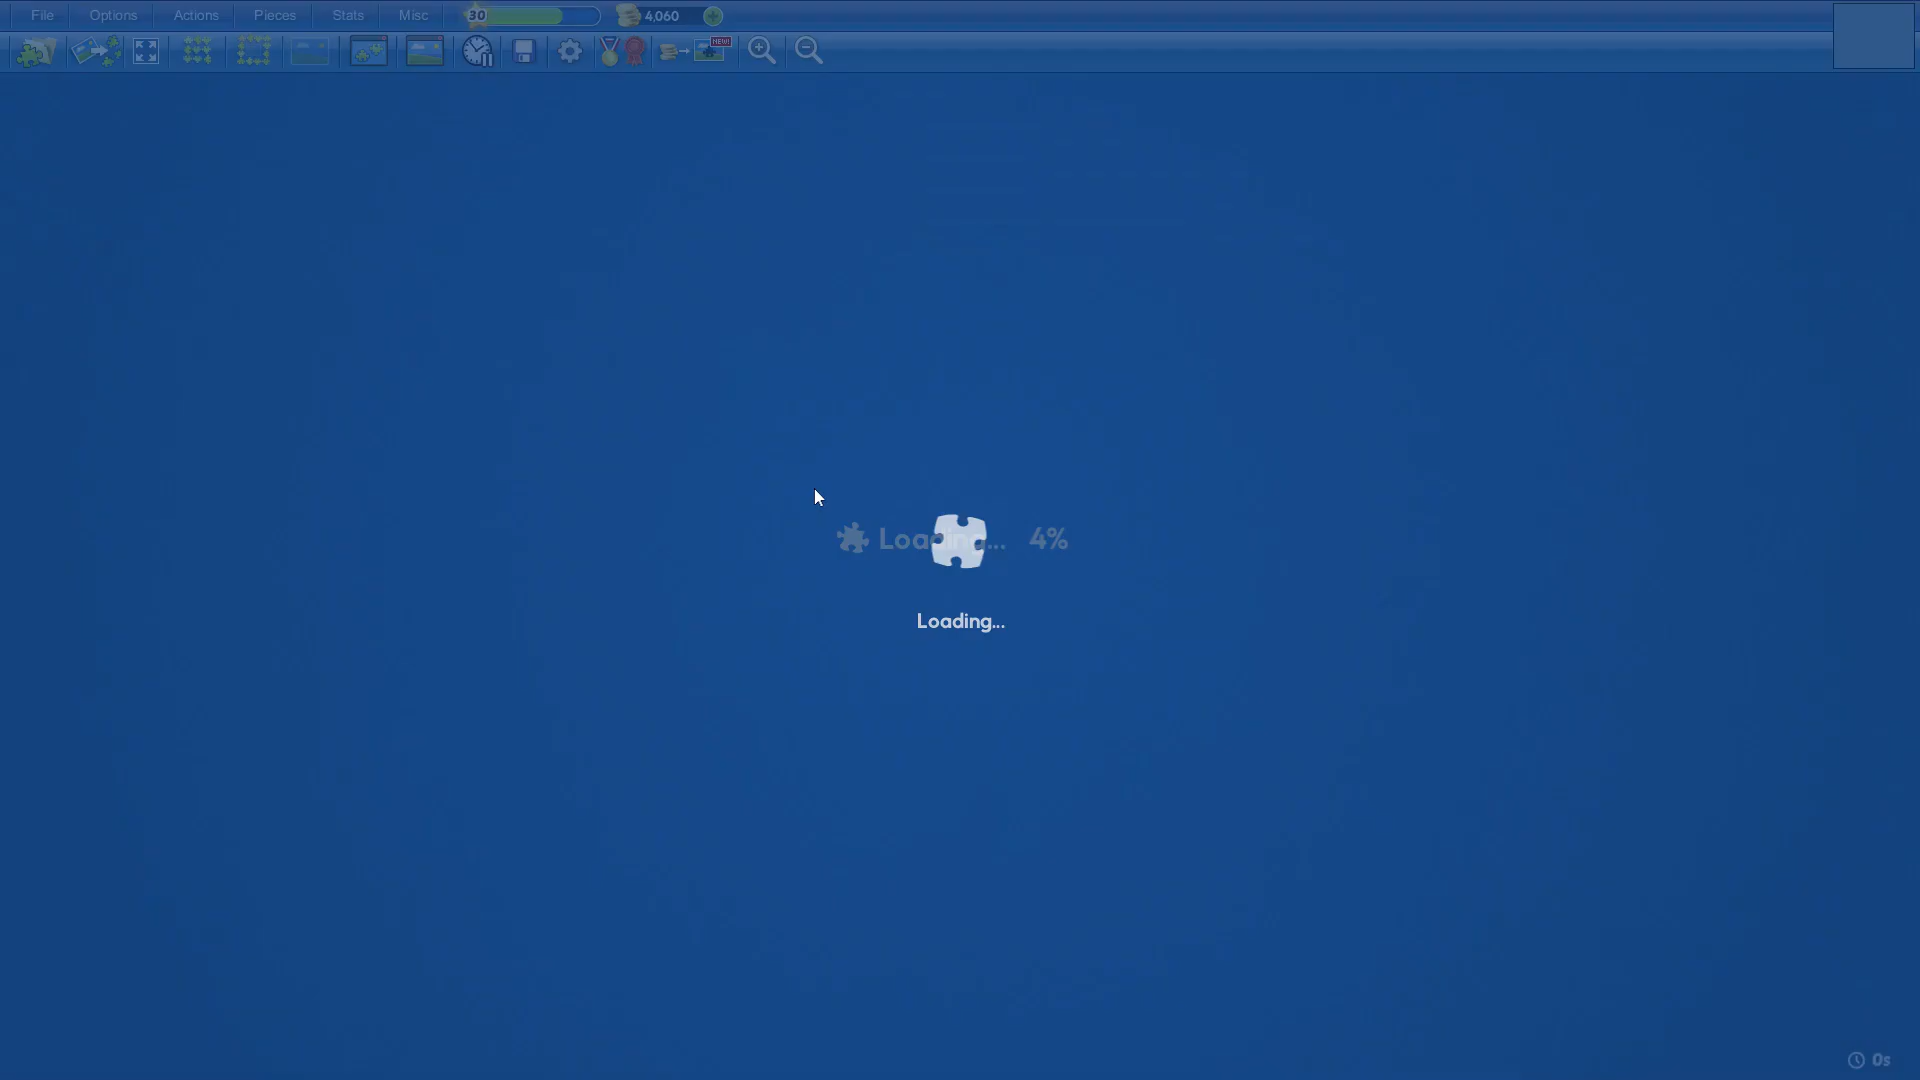 File Options Actions Pieces Stats Misc 30 4,060
NEW!
Loading... 4%
Loading...
0s